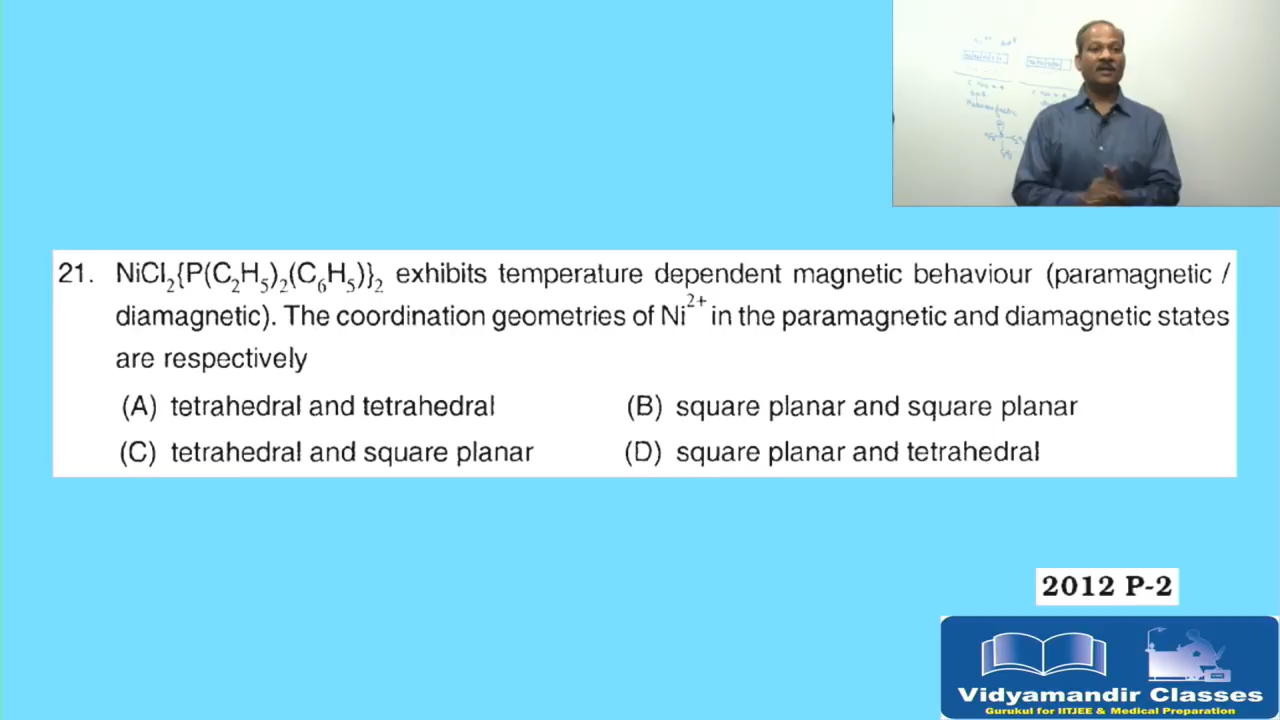 21. NiCl₂{P(C₂H₅)₂(C₆H₅)}₂ exhibits temperature dependent magnetic behaviour (paramagnetic /
diamagnetic). The coordination geometries of Ni²⁺ in the paramagnetic and diamagnetic states
are respectively
(A) tetrahedral and tetrahedral (B) square planar and square planar
(C) tetrahedral and square planar (D) square planar and tetrahedral
2012 P-2
Vidyamandir Classes
Gurukul for IITJEE & Medical Preparation